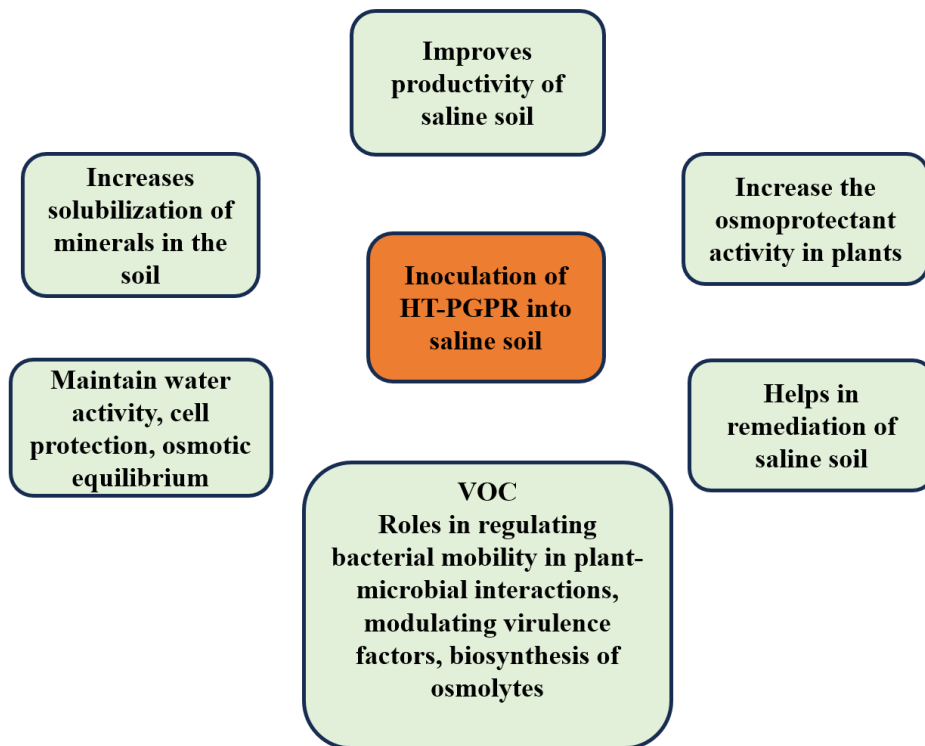 Improves
productivity of
saline soil
Increases
solubilization of
minerals in the
soil
Increase the
osmoprotectant
activity in plants
Inoculation of
HT-PGPR into
saline soil
Maintain water
activity, cell
protection, osmotic
equilibrium
Helps in
remediation of
saline soil
VOC
Roles in regulating
bacterial mobility in plant-
microbial interactions,
modulating virulence
factors, biosynthesis of
osmolytes